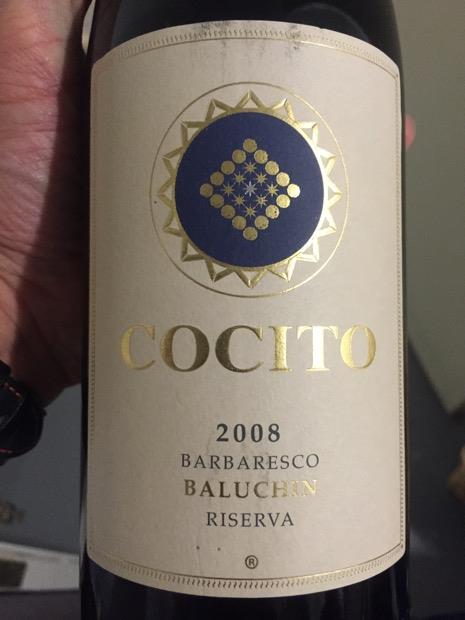 COCITO
2008
BARBARESCO
BALUCHIN
RISERVA
®